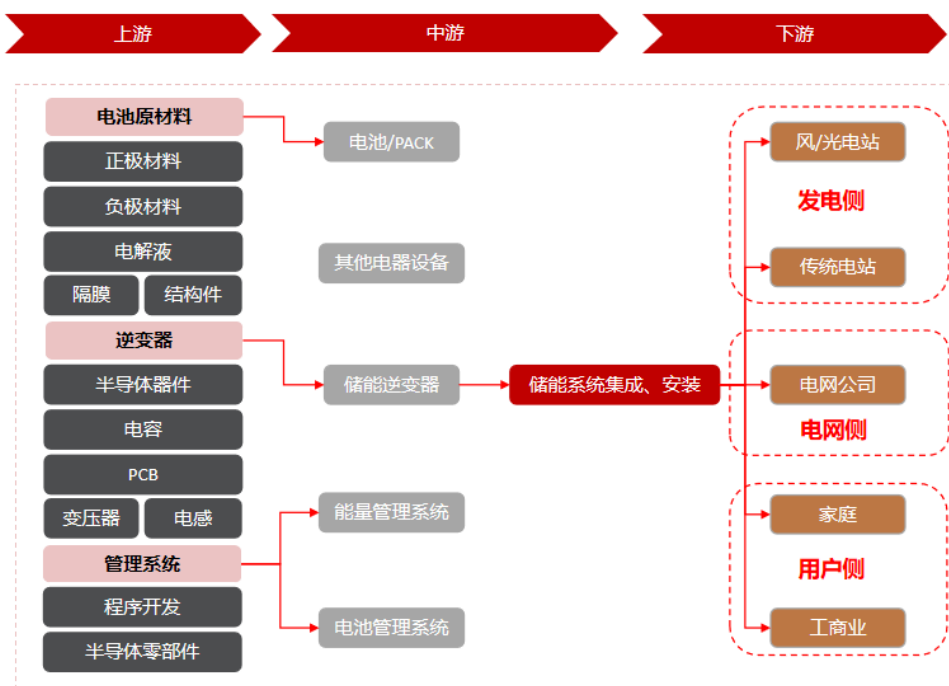 上游
中游
下游
电池原材料
正极材料
负极材料
电解液
隔膜
结构件
逆变器
半导体器件
电容
PCB
变压器
电感
管理系统
程序开发
半导体零部件
电池/PACK
其他电器设备
储能逆变器
能量管理系统
电池管理系统
储能系统集成、安装
风/光电站
发电侧
传统电站
电网公司
电网侧
家庭
用户侧
工商业